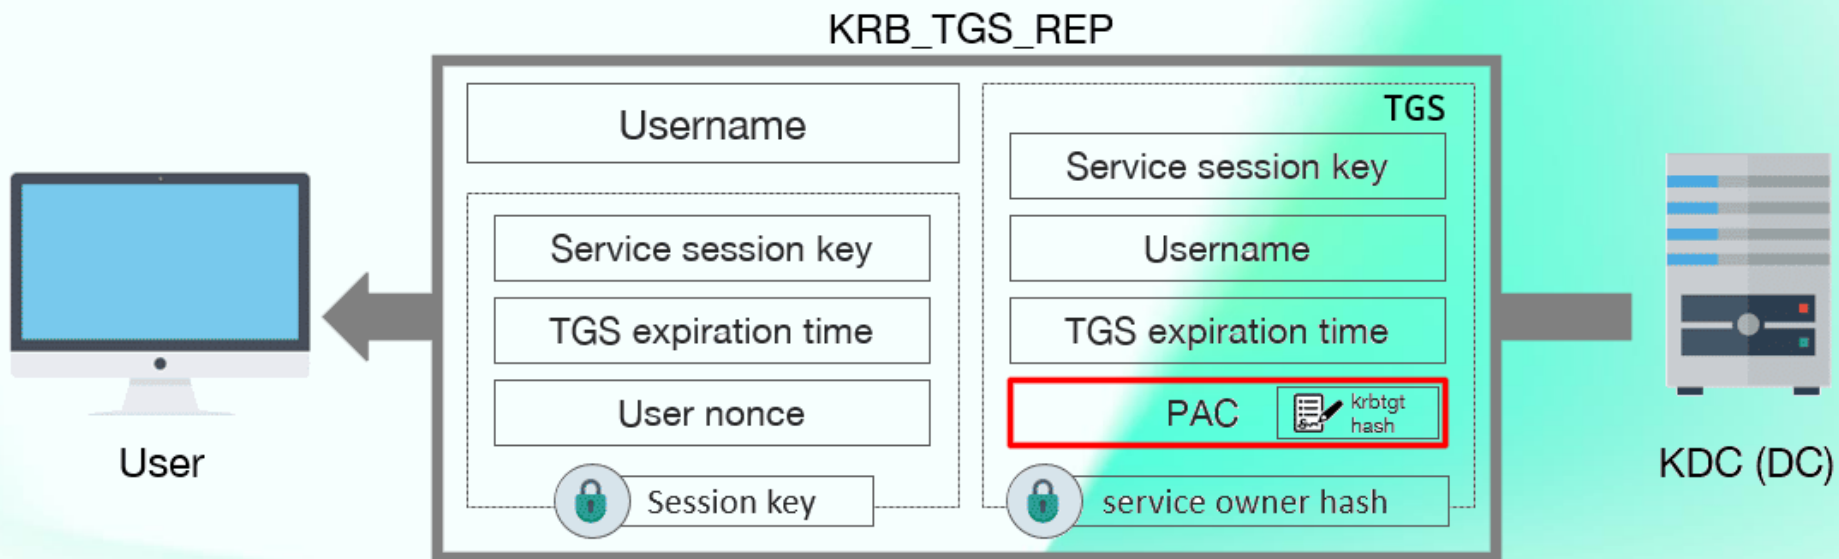 KRB_TGS_REP
Username
Service session key
TGS expiration time
User nonce
Session key
TGS
Service session key
Username
TGS expiration time
PAC
krbtgt
hash
service owner hash
User
KDC (DC)